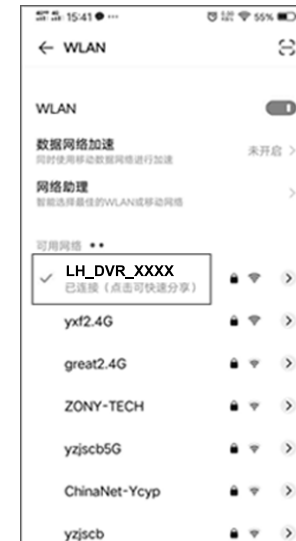 15:41 ••• 55%
← WLAN
WLAN
数据网络加速 未开启 >
同时使用移动数据网络进行加速
网络助理 >
智能选择最佳的WLAN或移动网络
可用网络
✓ LH_DVR_XXXX
已连接（点击可快速分享）
yxf2.4G
great2.4G
ZONY-TECH
yzjscb5G
ChinaNet-Ycyp
yzjscb